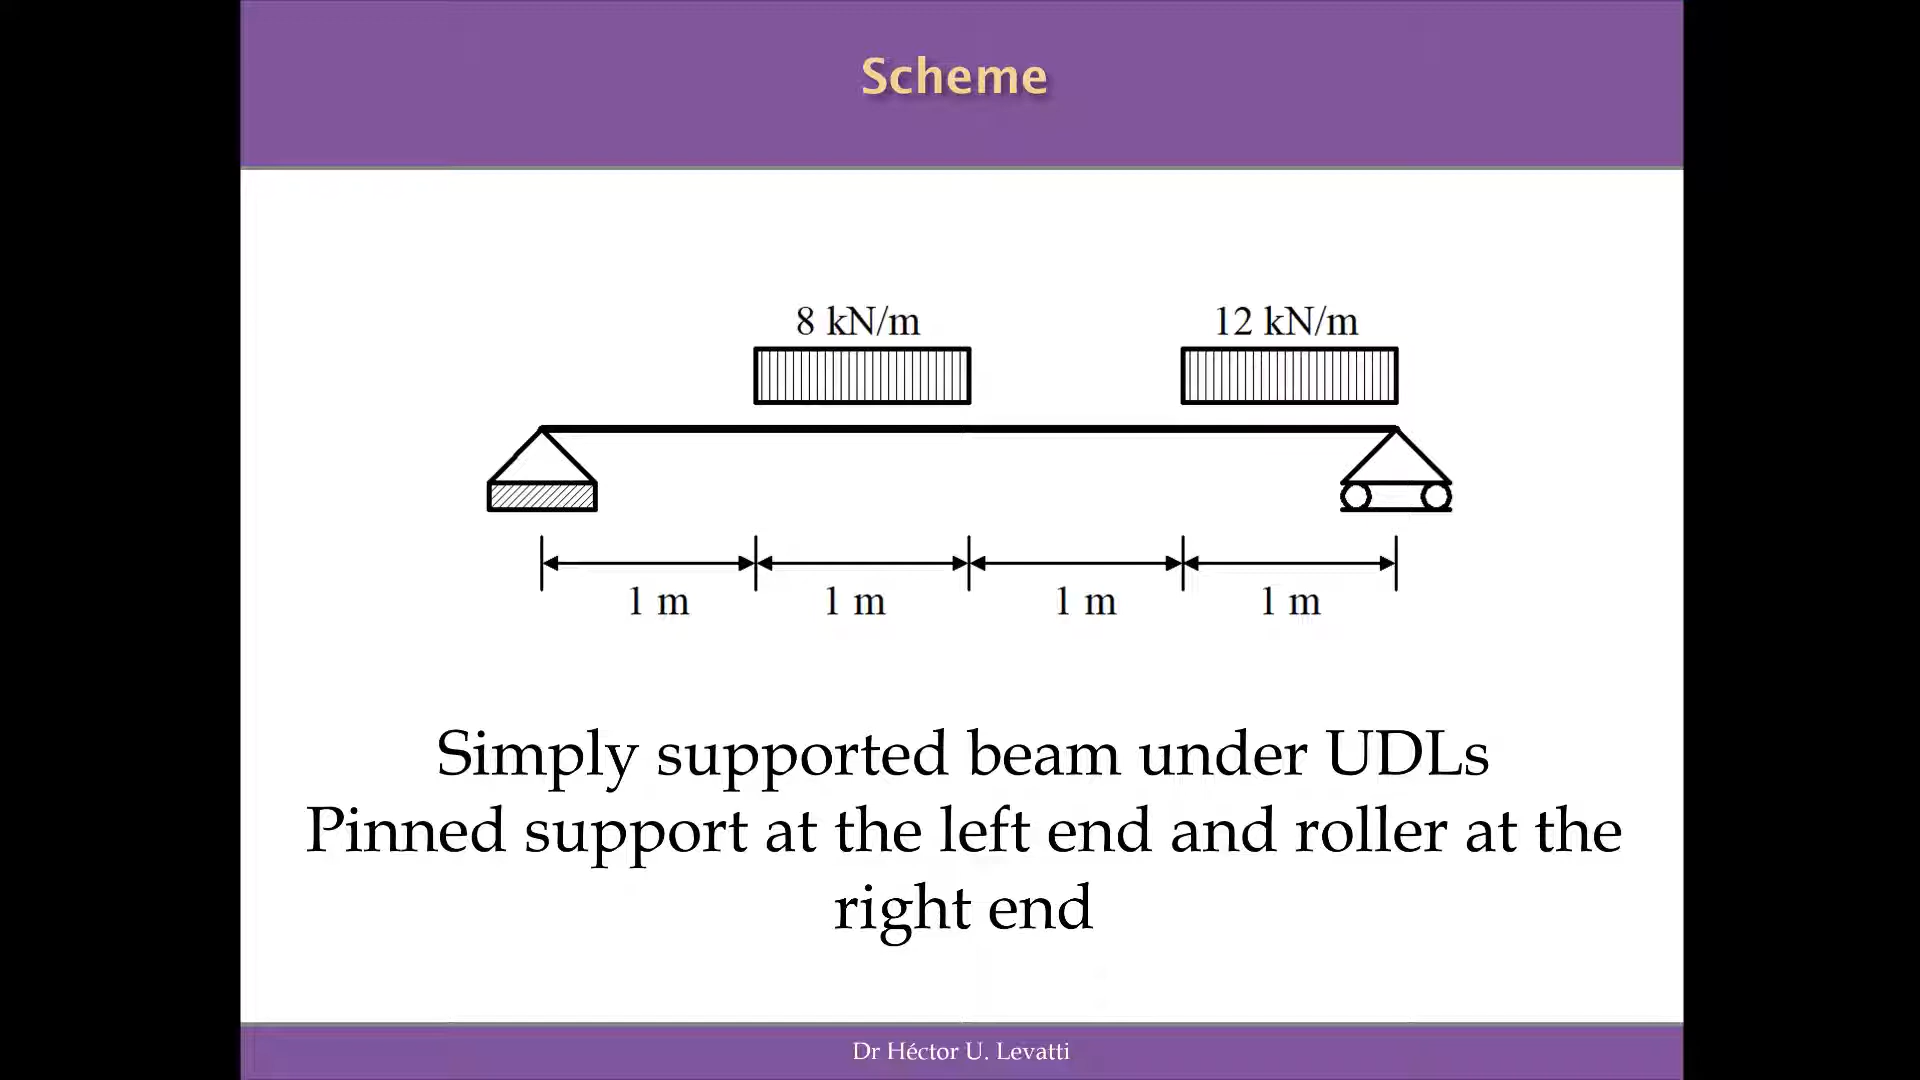 Scheme
8 kN/m 12 kN/m
1 m 1 m 1 m 1 m
Simply supported beam under UDLs
Pinned support at the left end and roller at the
right end
Dr Héctor U. Levatti